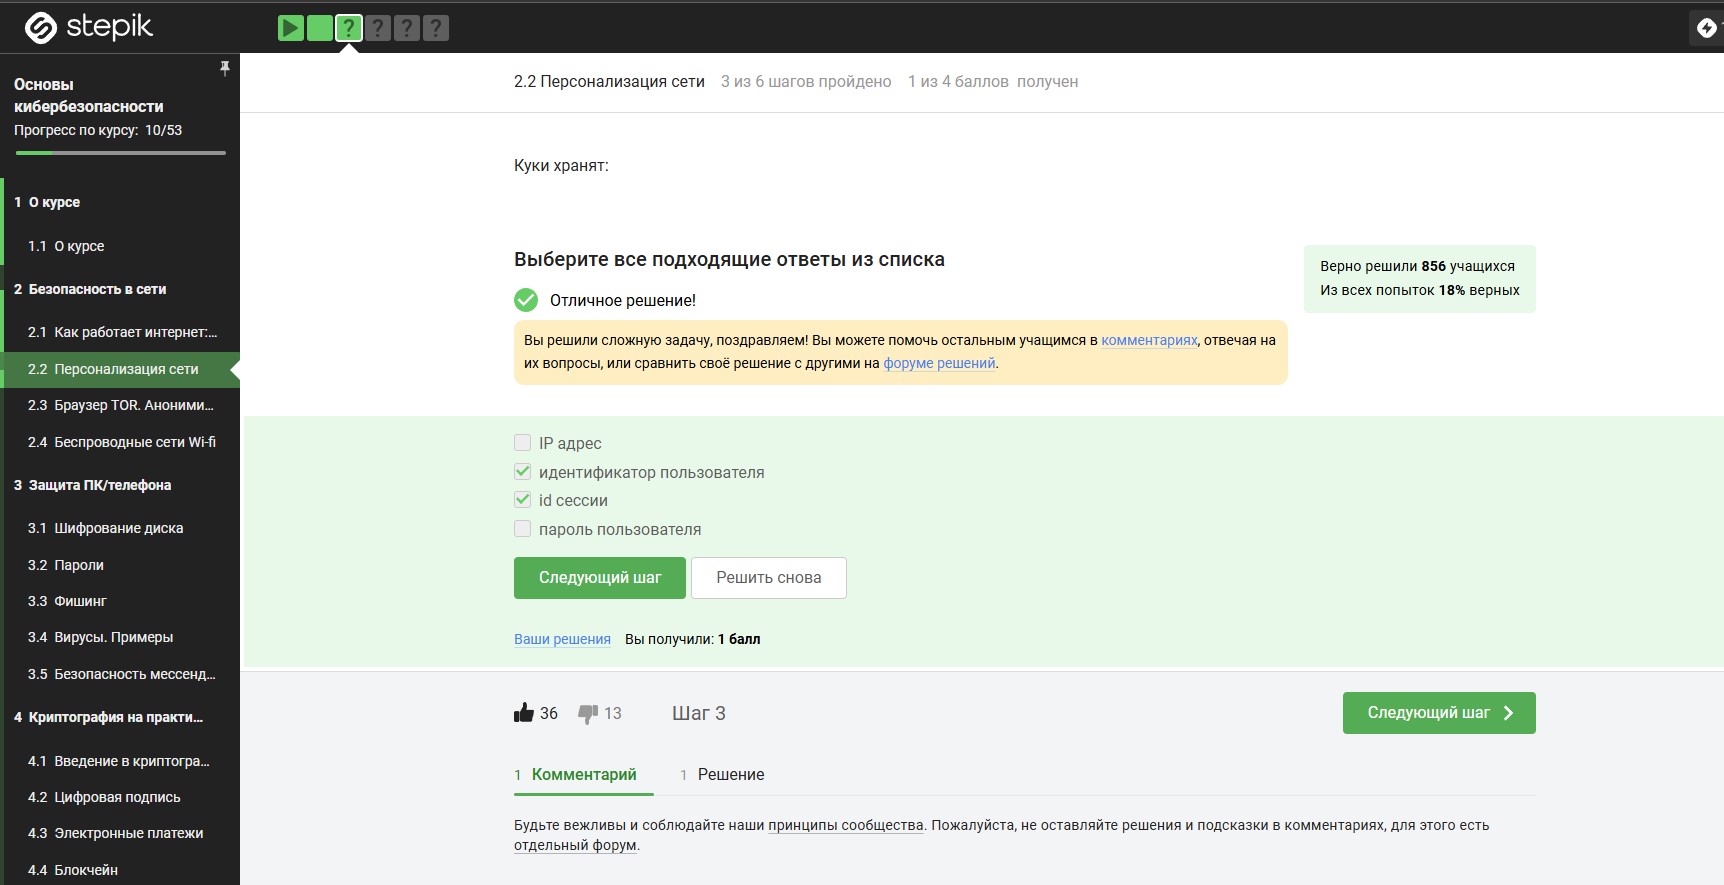 stepik
? ? ? ?
Основы
кибербезопасности
Прогресс по курсу: 10/53
1 О курсе
1.1 О курсе
2 Безопасность в сети
2.1 Как работает интернет:...
2.2 Персонализация сети
2.3 Браузер TOR. Аноними...
2.4 Беспроводные сети Wi-fi
3 Защита ПК/телефона
3.1 Шифрование диска
3.2 Пароли
3.3 Фишинг
3.4 Вирусы. Примеры
3.5 Безопасность мессенд...
4 Криптография на практи...
4.1 Введение в криптогра...
4.2 Цифровая подпись
4.3 Электронные платежи
4.4 Блокчейн
2.2 Персонализация сети 3 из 6 шагов пройдено 1 из 4 баллов получен
Куки хранят:
Выберите все подходящие ответы из списка
Отличное решение!
Вы решили сложную задачу, поздравляем! Вы можете помочь остальным учащимся в комментариях, отвечая на
их вопросы, или сравнить своё решение с другими на форуме решений.
Верно решили 856 учащихся
Из всех попыток 18% верных
IP адрес
идентификатор пользователя
id сессии
пароль пользователя
Следующий шаг Решить снова
Ваши решения Вы получили: 1 балл
36 13 Шаг 3 Следующий шаг
1 Комментарий 1 Решение
Будьте вежливы и соблюдайте наши принципы сообщества. Пожалуйста, не оставляйте решения и подсказки в комментариях, для этого есть
отдельный форум.